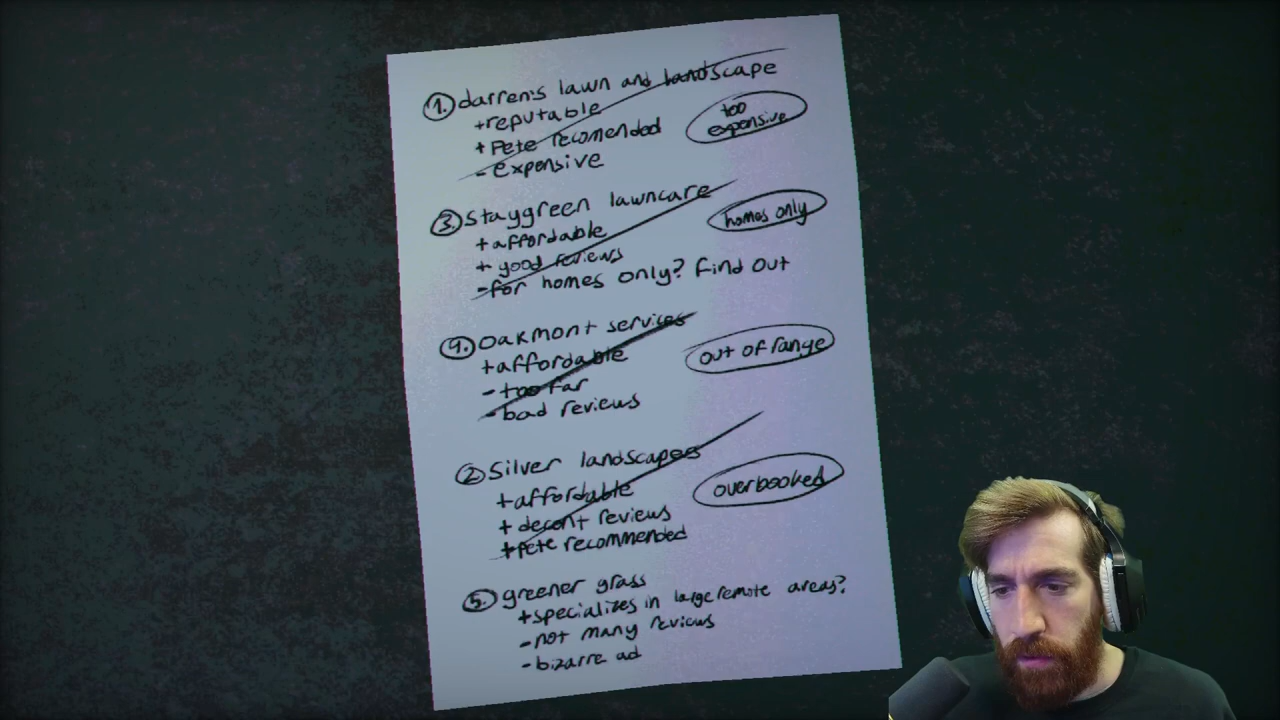 1. darren's lawn and landscape
+reputable
+ Pete recomended
- expensive
too
expensive
3. staygreen lawncare
+affordable
+ good reviews
-for homes only? Find Out
homes only
4. Oakmont services
+affordable
- too far
- bad reviews
out of range
2. Silver landscapers
+affordable
+ decent reviews
+Pete recommended
overbooked
5. greener grass
+specializes in large remote areas?
-not many reviews
-bizarre ad